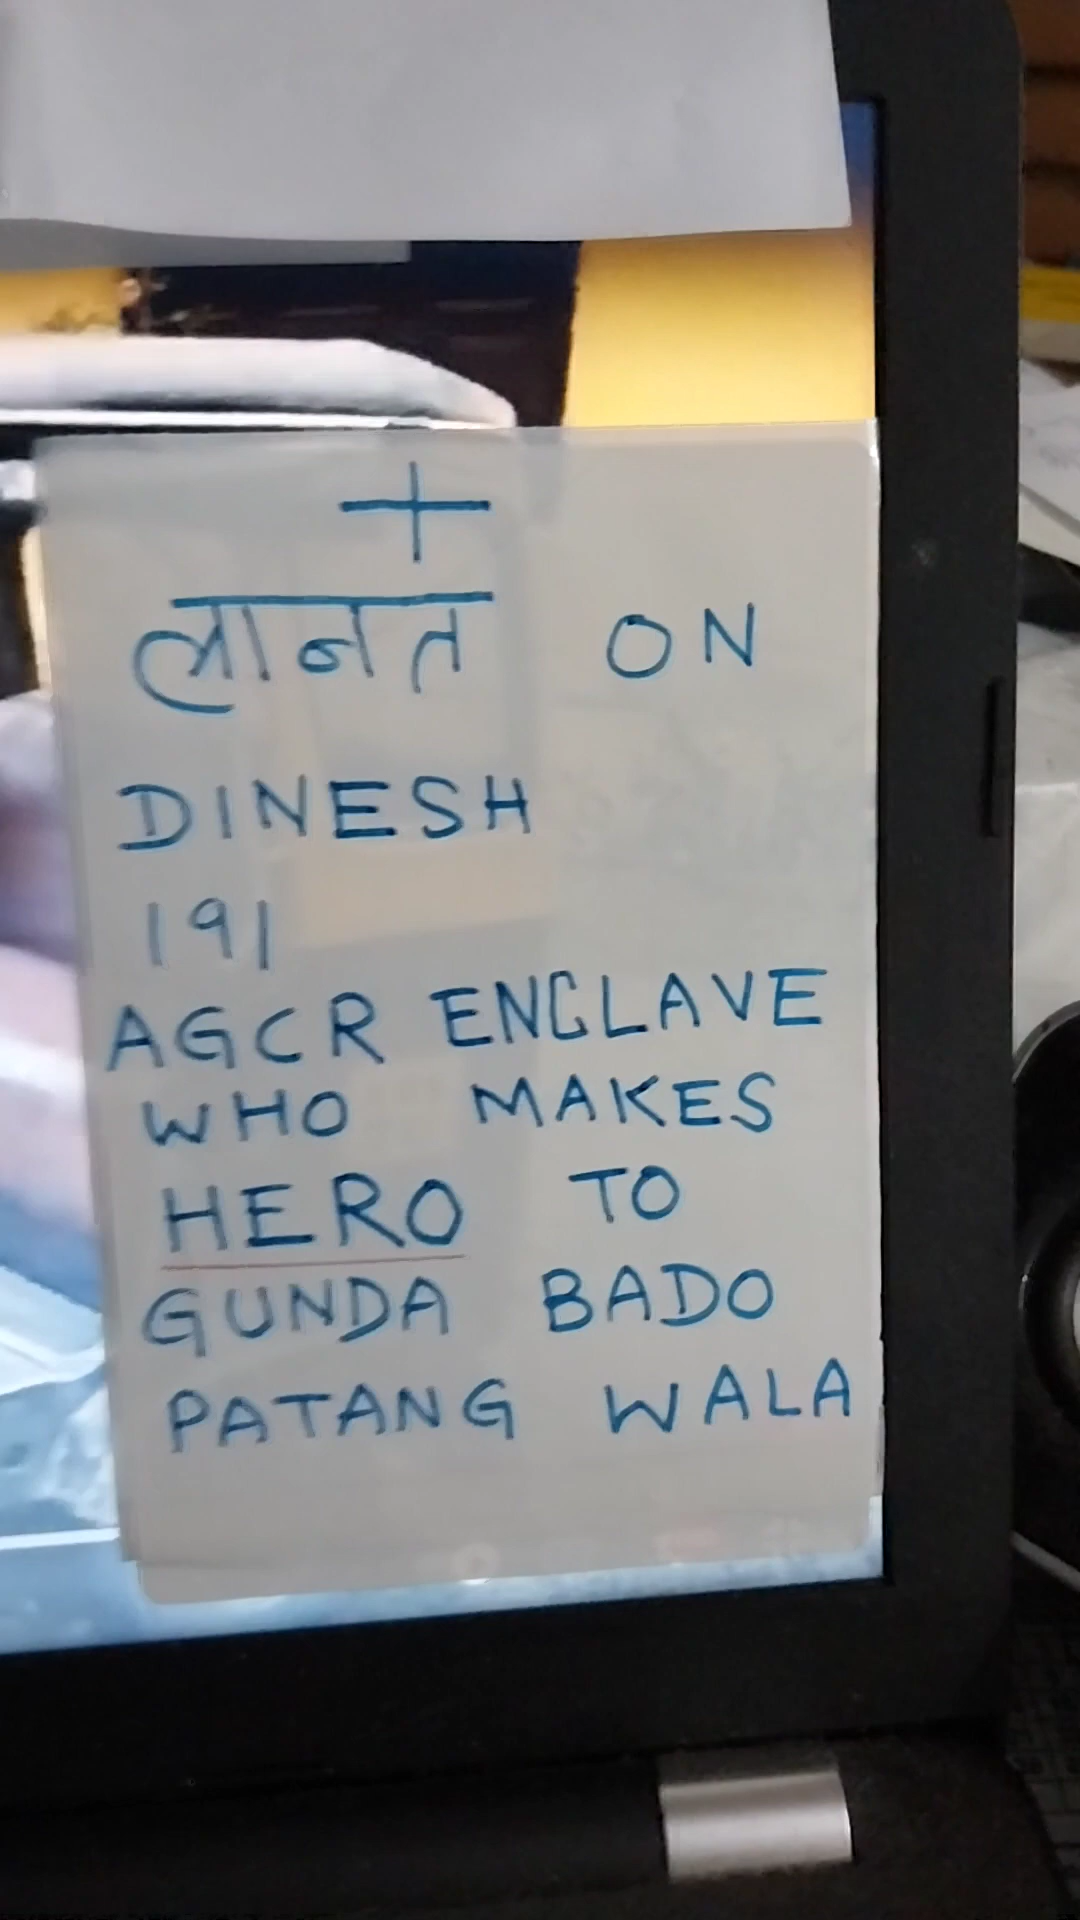 +
लानत ON
DINESH
191
AGCR ENCLAVE
WHO MAKES
HERO TO
GUNDA BADO
PATANG WALA